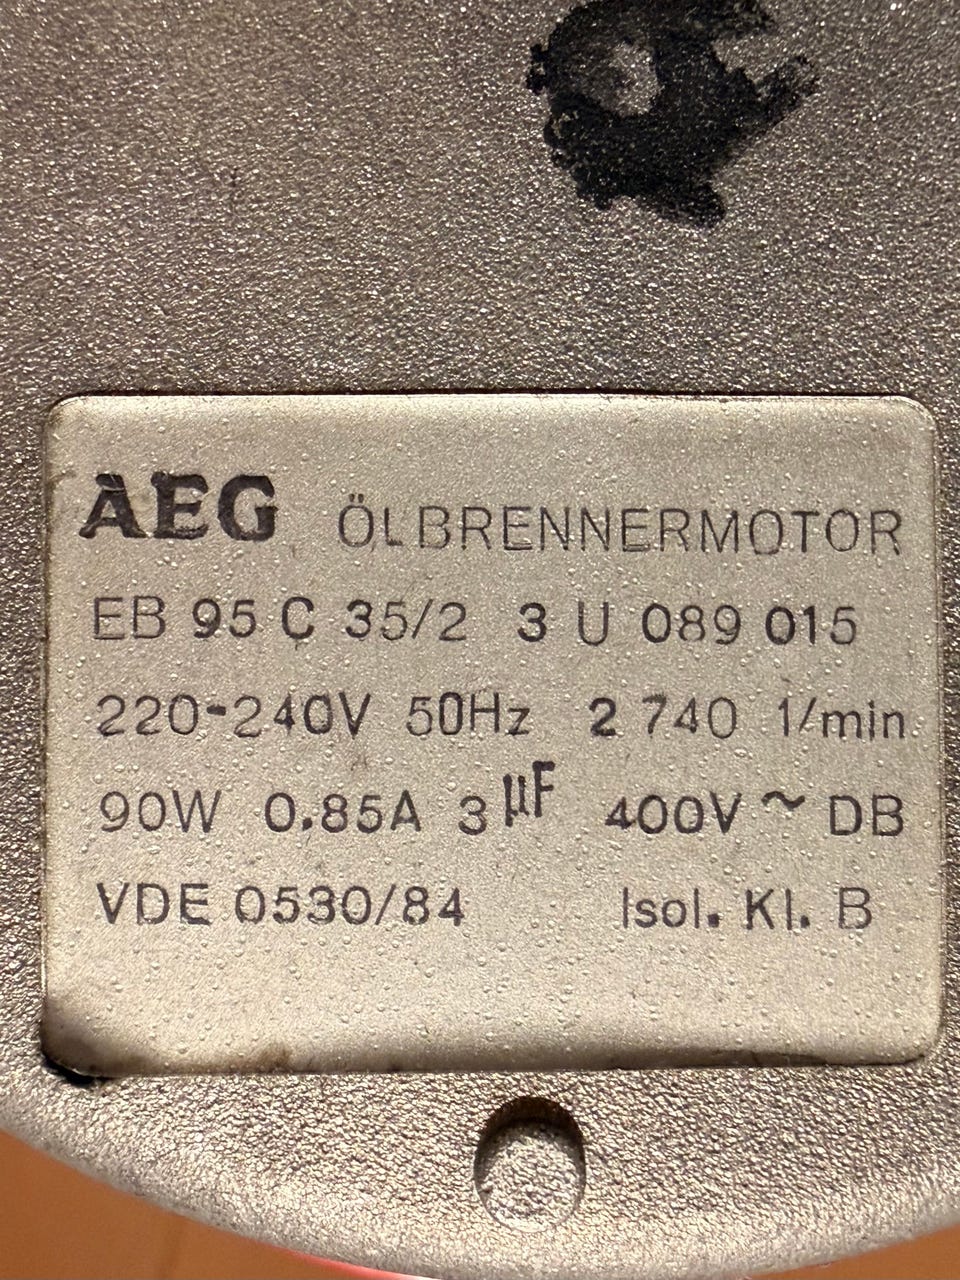 AEG ÖLBRENNERMOTOR
EB 95 C 35/2 3 U 089 015
220-240V 50Hz 2 740 1/min.
90W 0.85A 3 µF 400V ~ DB
VDE 0530/84 Isol. Kl. B